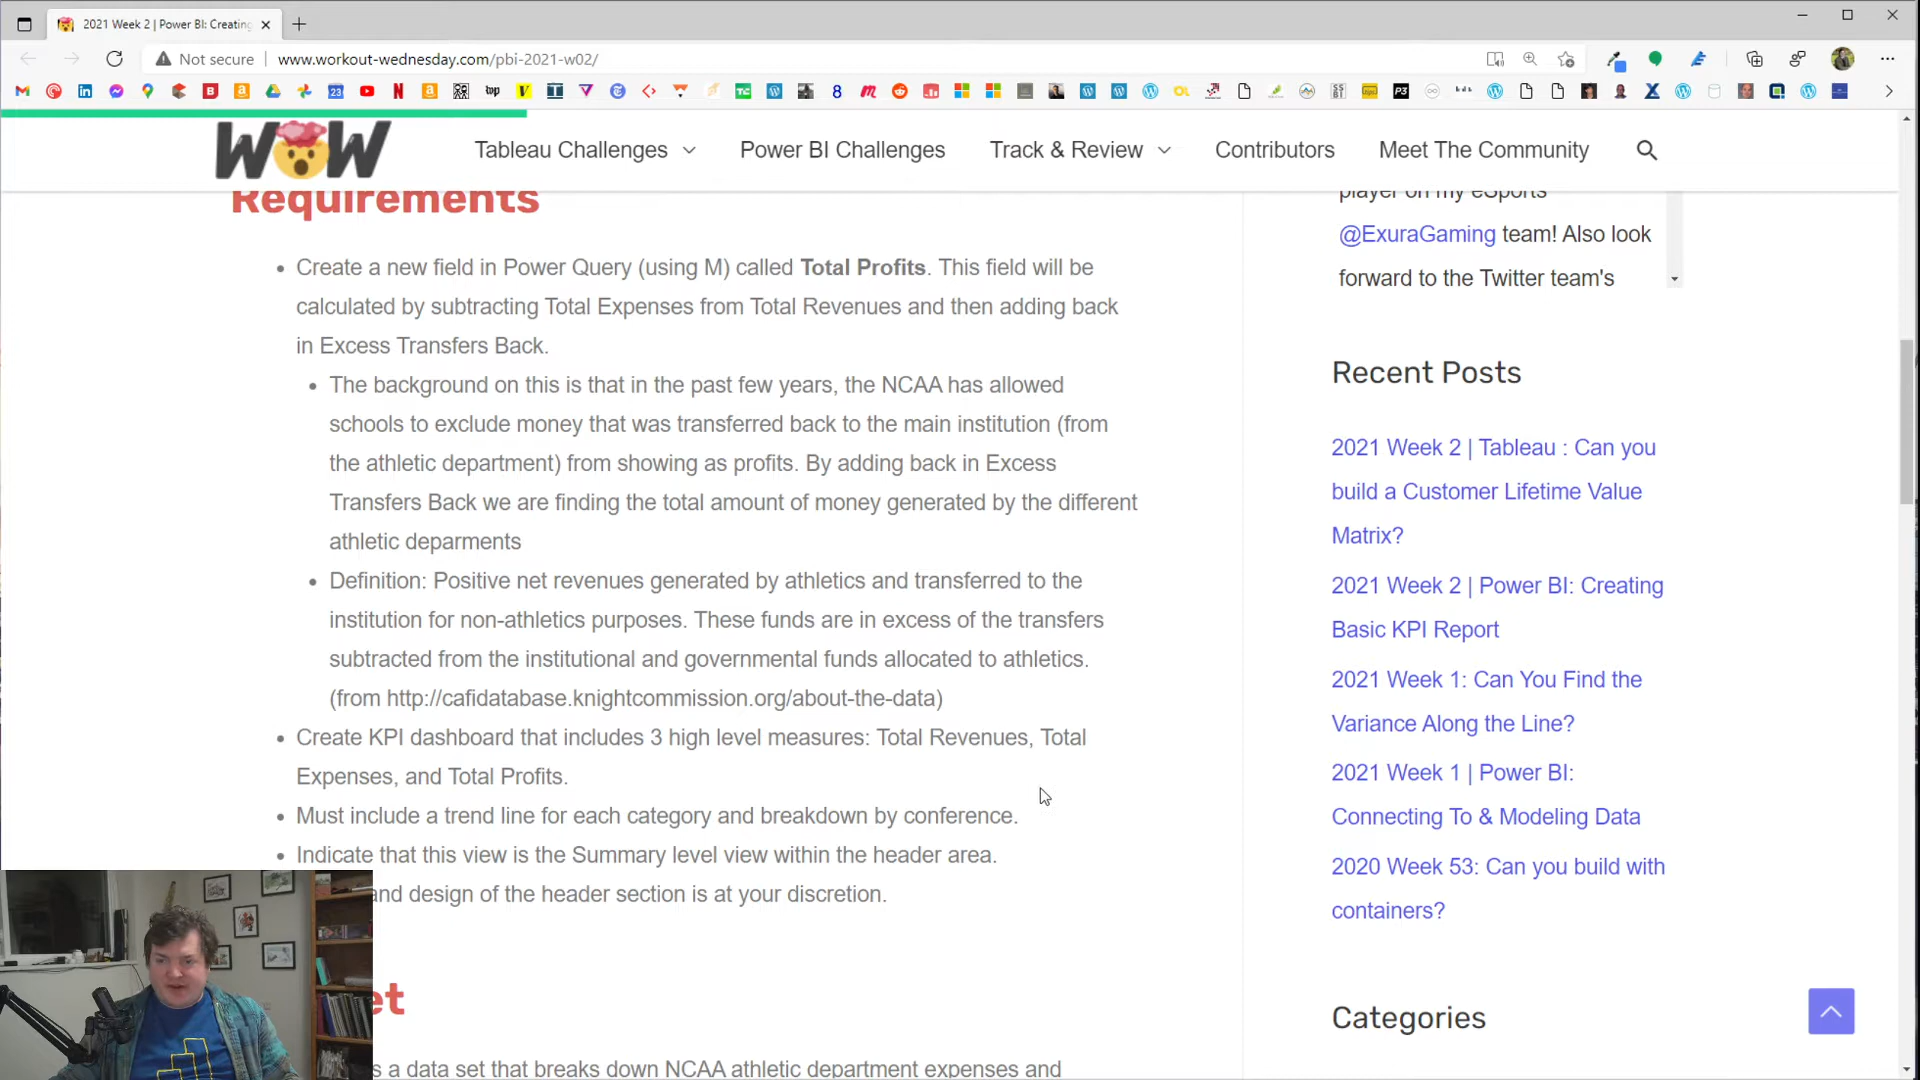 2021 Week 2 | Power BI: Creating
Not secure
www.workout-wednesday.com/pbi-2021-w02/
WOW
Tableau Challenges
Power BI Challenges
Track & Review
Contributors
Meet The Community
Requirements
Create a new field in Power Query (using M) called Total Profits. This field will be
calculated by subtracting Total Expenses from Total Revenues and then adding back
in Excess Transfers Back.
The background on this is that in the past few years, the NCAA has allowed
schools to exclude money that was transferred back to the main institution (from
the athletic department) from showing as profits. By adding back in Excess
Transfers Back we are finding the total amount of money generated by the different
athletic deparments
Definition: Positive net revenues generated by athletics and transferred to the
institution for non-athletics purposes. These funds are in excess of the transfers
subtracted from the institutional and governmental funds allocated to athletics.
(from http://cafidatabase.knightcommission.org/about-the-data)
Create KPI dashboard that includes 3 high level measures: Total Revenues, Total
Expenses, and Total Profits.
Must include a trend line for each category and breakdown by conference.
Indicate that this view is the Summary level view within the header area.
and design of the header section is at your discretion.
et
s a data set that breaks down NCAA athletic department expenses and
player on my eSports
@ExuraGaming team! Also look
forward to the Twitter team's
Recent Posts
2021 Week 2 | Tableau : Can you
build a Customer Lifetime Value
Matrix?
2021 Week 2 | Power BI: Creating
Basic KPI Report
2021 Week 1: Can You Find the
Variance Along the Line?
2021 Week 1 | Power BI:
Connecting To & Modeling Data
2020 Week 53: Can you build with
containers?
Categories